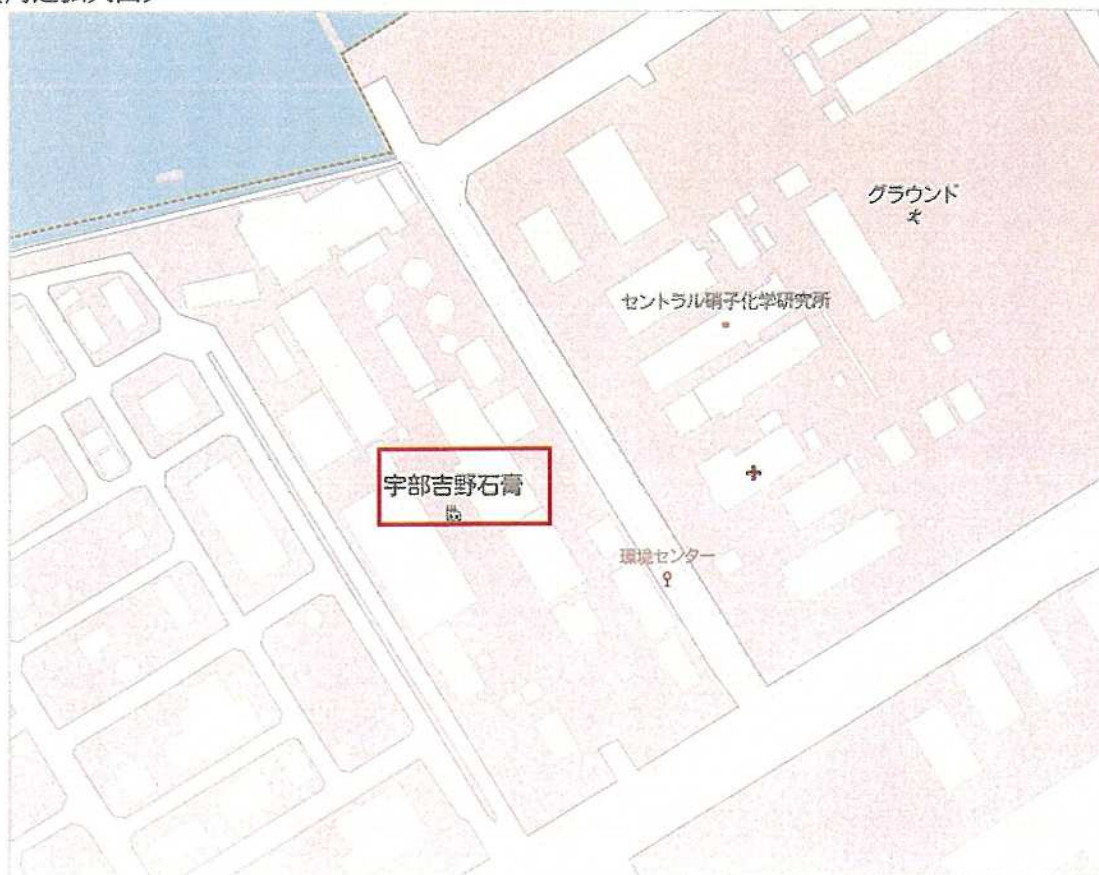 グラウンド
セントラル硝子化学研究所
宇部吉野石膏
環境センター